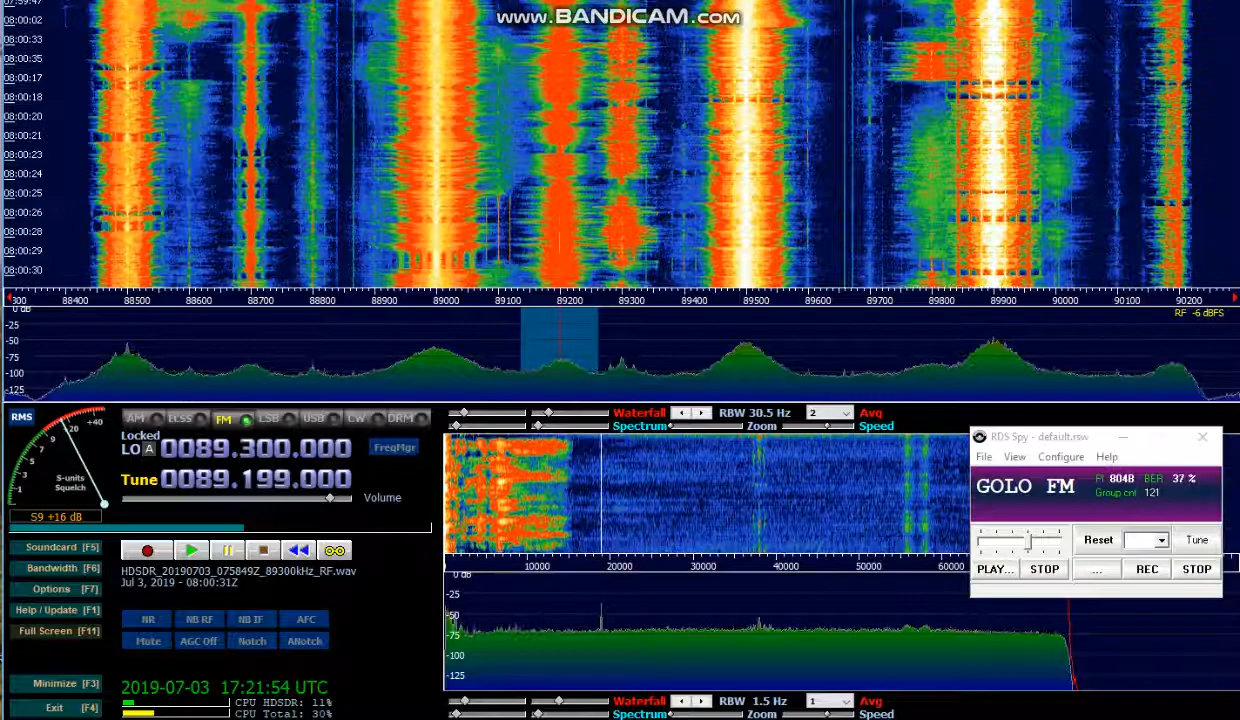 www.BANDICAM.com
07:59:47
08:00:02
08:00:33
08:00:35
08:00:17
08:00:18
08:00:20
08:00:21
08:00:23
08:00:24
08:00:25
08:00:26
08:00:28
08:00:29
08:00:30
300 88400 88500 88600 88700 88800 88900 89000 89100 89200 89300 89400 89500 89600 89700 89800 89900 90000 90100 90200
0 dB
RF -6 dBFS
-25
-50
-75
-100
-125
RMS
+20 +40
9
7
5
3
1
S-units
Squelch
S9 +16 dB
AM ECSS FM LSB USB CW DRM
Locked
LO A 0089.300.000
FreqMgr
Tune 0089.199.000
Volume
Soundcard [F5]
Bandwidth [F6]
Options [F7]
Help / Update [F1]
Full Screen [F11]
Minimize [F3]
Exit [F4]
HDSDR_20190703_075849Z_89300kHz_RF.wav
Jul 3, 2019 - 08:00:31Z
NR NB RF NB IF AFC
Mute AGC Off Notch ANotch
2019-07-03 17:21:54 UTC
CPU HDSDR: 11%
CPU Total: 30%
Waterfall RBW 30.5 Hz 2 Avg
Spectrum Zoom Speed
10000 20000 30000 40000 50000 60000
0 dB
-25
-50
-75
-100
-125
Waterfall RBW 1.5 Hz 1 Avg
Spectrum Zoom Speed
RDS Spy - default.rsw
File View Configure Help
GOLO FM
PI 804B BER 37 %
Group cnt 121
Reset Tune
PLAY... STOP ... REC STOP